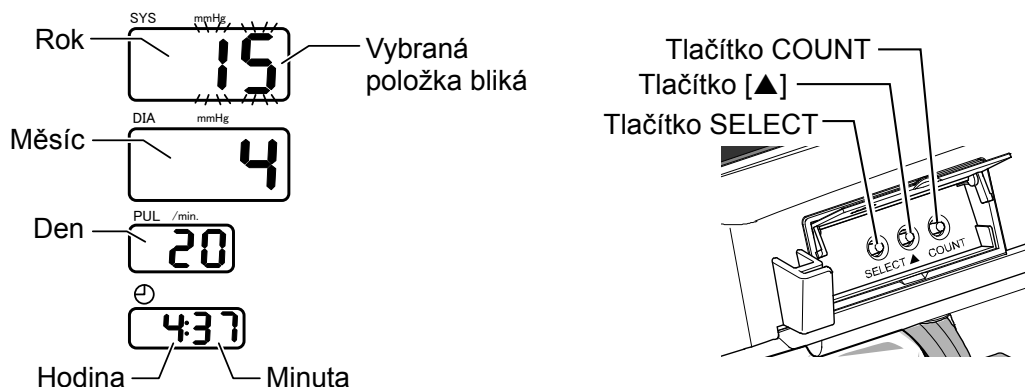 SYS mmHg
Rok
15
Vybraná
položka bliká
DIA mmHg
Měsíc
4
PUL /min.
Den
20
4:37
Hodina
Minuta
Tlačítko COUNT
Tlačítko [▲]
Tlačítko SELECT
SELECT ▲ COUNT